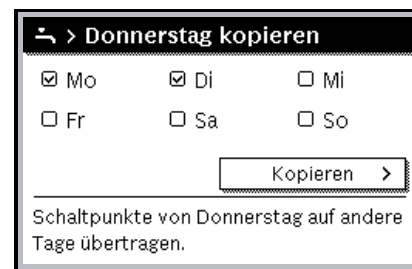 > Donnerstag kopieren
Mo Di Mi
Fr Sa So
Kopieren >
Schaltpunkte von Donnerstag auf andere
Tage übertragen.